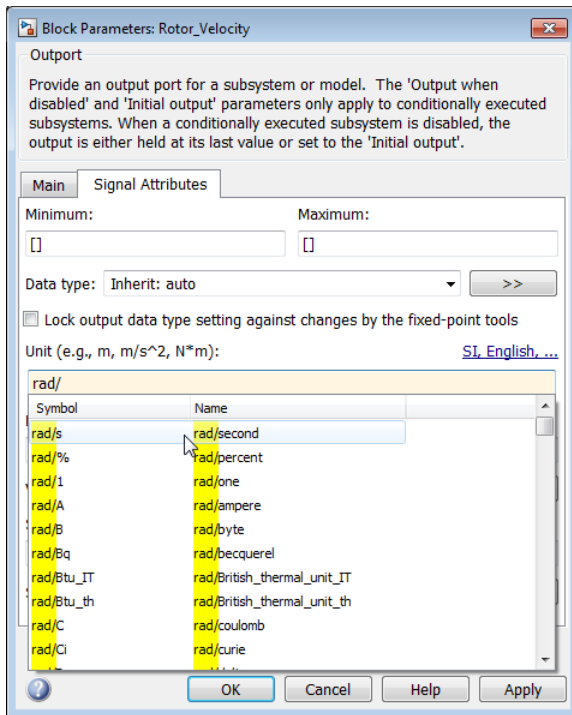 Block Parameters: Rotor_Velocity
Outport
Provide an output port for a subsystem or model. The 'Output when
disabled' and 'Initial output' parameters only apply to conditionally executed
subsystems. When a conditionally executed subsystem is disabled, the
output is either held at its last value or set to the 'Initial output'.
Main Signal Attributes
Minimum: Maximum:
[] []
Data type: Inherit: auto >>
Lock output data type setting against changes by the fixed-point tools
Unit (e.g., m, m/s^2, N*m): SI, English, ...
rad/
Symbol Name
rad/s rad/second
rad/% rad/percent
rad/1 rad/one
rad/A rad/ampere
rad/B rad/byte
rad/Bq rad/becquerel
rad/Btu_IT rad/British_thermal_unit_IT
rad/Btu_th rad/British_thermal_unit_th
rad/C rad/coulomb
rad/Ci rad/curie
OK Cancel Help Apply